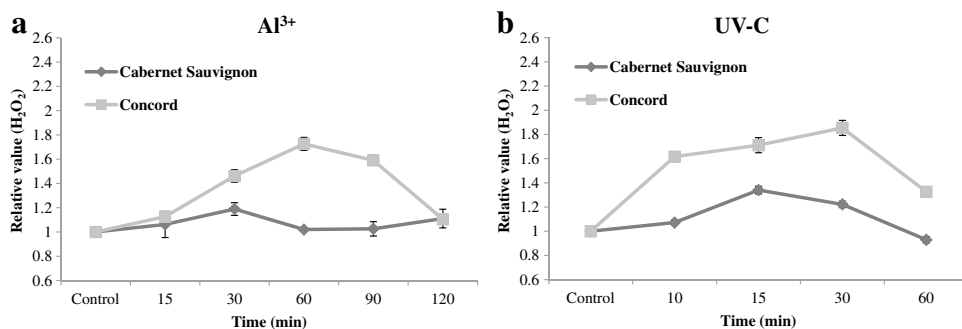 a
Al³⁺
2.6
2.4
2.2
2
1.8
1.6
1.4
1.2
1
0.8
0.6
Relative value (H₂O₂)
Cabernet Sauvignon
Concord
Control 15 30 60 90 120
Time (min)
b
UV-C
2.6
2.4
2.2
2
1.8
1.6
1.4
1.2
1
0.8
0.6
Relative value (H₂O₂)
Cabernet Sauvignon
Concord
Control 10 15 30 60
Time (min)